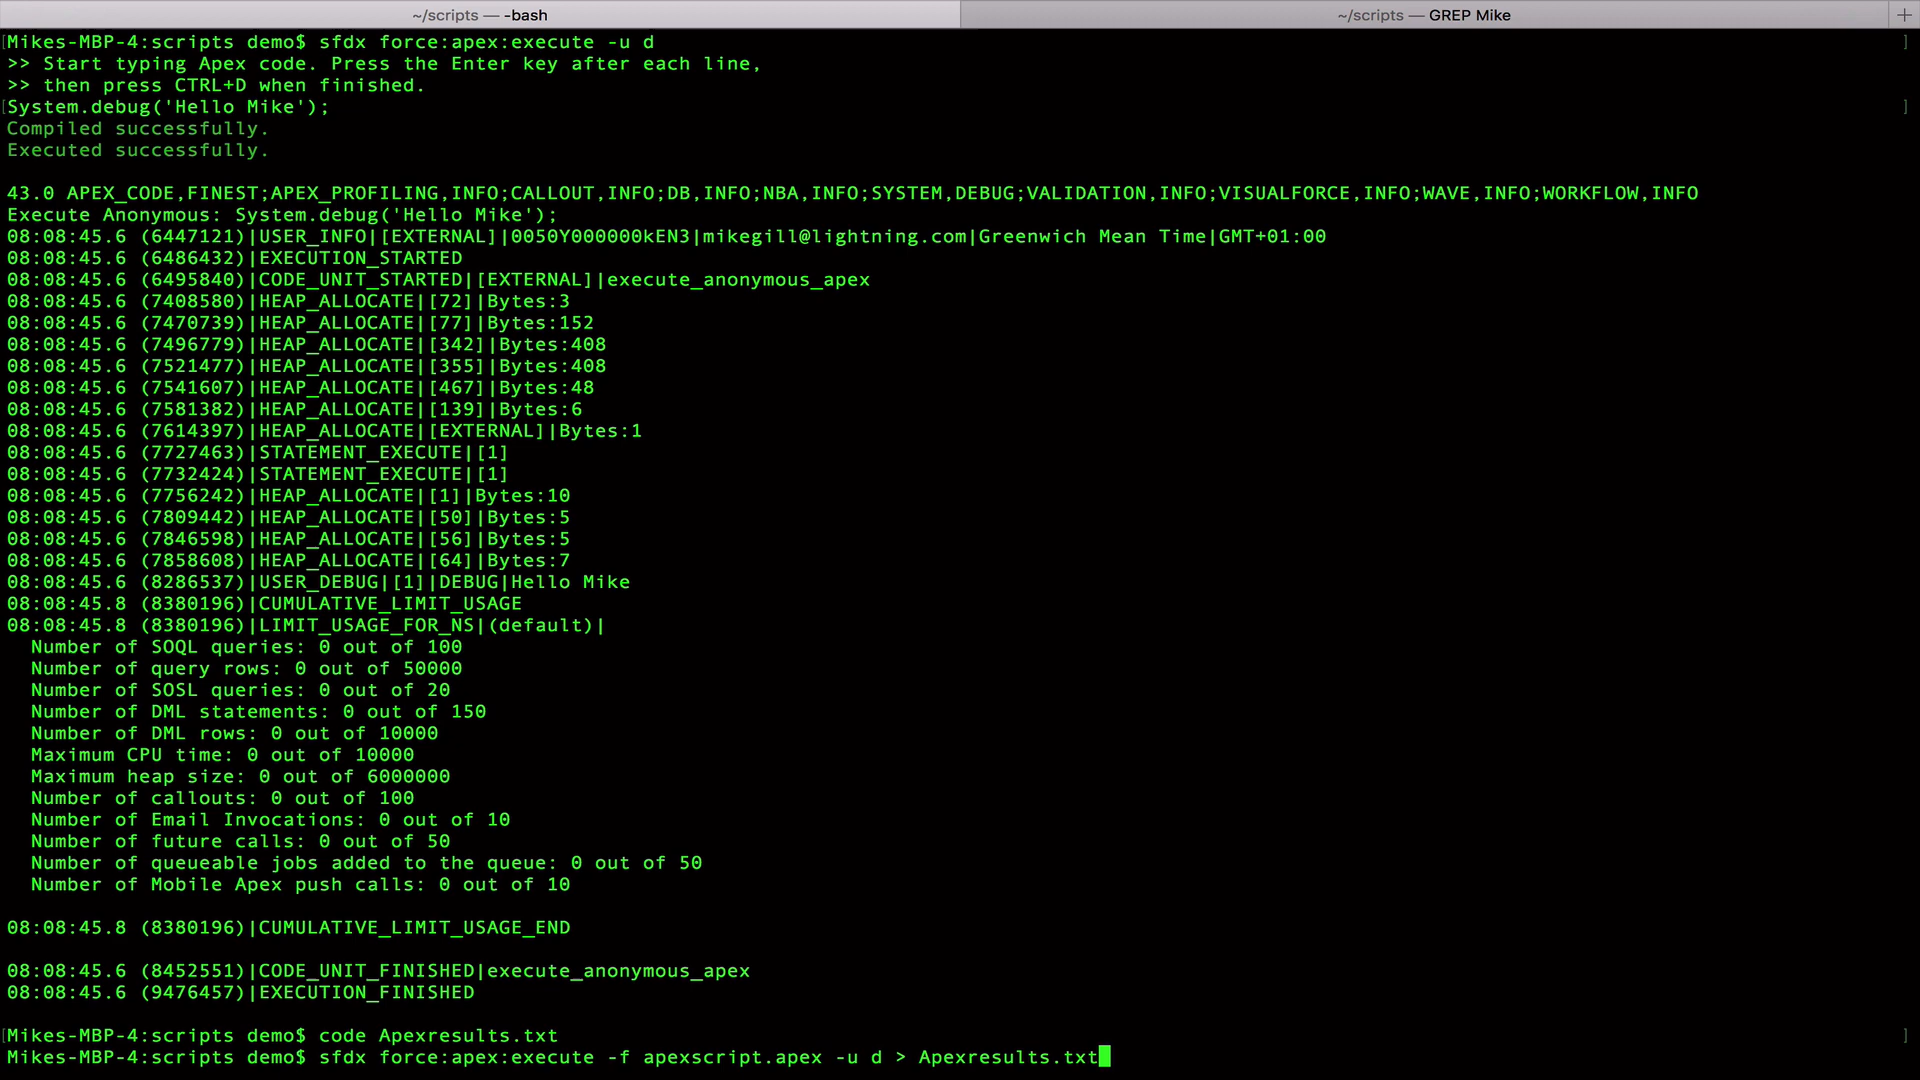 ~/scripts — -bash
~/scripts — GREP Mike
+
[Mikes-MBP-4:scripts demo$ sfdx force:apex:execute -u d ]
>> Start typing Apex code. Press the Enter key after each line,
>> then press CTRL+D when finished.
[System.debug('Hello Mike'); ]
Compiled successfully.
Executed successfully.
43.0 APEX_CODE,FINEST;APEX_PROFILING,INFO;CALLOUT,INFO;DB,INFO;NBA,INFO;SYSTEM,DEBUG;VALIDATION,INFO;VISUALFORCE,INFO;WAVE,INFO;WORKFLOW,INFO
Execute Anonymous: System.debug('Hello Mike');
08:08:45.6 (6447121)|USER_INFO|[EXTERNAL]|0050Y000000kEN3|mikegill@lightning.com|Greenwich Mean Time|GMT+01:00
08:08:45.6 (6486432)|EXECUTION_STARTED
08:08:45.6 (6495840)|CODE_UNIT_STARTED|[EXTERNAL]|execute_anonymous_apex
08:08:45.6 (7408580)|HEAP_ALLOCATE|[72]|Bytes:3
08:08:45.6 (7470739)|HEAP_ALLOCATE|[77]|Bytes:152
08:08:45.6 (7496779)|HEAP_ALLOCATE|[342]|Bytes:408
08:08:45.6 (7521477)|HEAP_ALLOCATE|[355]|Bytes:408
08:08:45.6 (7541607)|HEAP_ALLOCATE|[467]|Bytes:48
08:08:45.6 (7581382)|HEAP_ALLOCATE|[139]|Bytes:6
08:08:45.6 (7614397)|HEAP_ALLOCATE|[EXTERNAL]|Bytes:1
08:08:45.6 (7727463)|STATEMENT_EXECUTE|[1]
08:08:45.6 (7732424)|STATEMENT_EXECUTE|[1]
08:08:45.6 (7756242)|HEAP_ALLOCATE|[1]|Bytes:10
08:08:45.6 (7809442)|HEAP_ALLOCATE|[50]|Bytes:5
08:08:45.6 (7846598)|HEAP_ALLOCATE|[56]|Bytes:5
08:08:45.6 (7858608)|HEAP_ALLOCATE|[64]|Bytes:7
08:08:45.6 (8286537)|USER_DEBUG|[1]|DEBUG|Hello Mike
08:08:45.8 (8380196)|CUMULATIVE_LIMIT_USAGE
08:08:45.8 (8380196)|LIMIT_USAGE_FOR_NS|(default)|
Number of SOQL queries: 0 out of 100
Number of query rows: 0 out of 50000
Number of SOSL queries: 0 out of 20
Number of DML statements: 0 out of 150
Number of DML rows: 0 out of 10000
Maximum CPU time: 0 out of 10000
Maximum heap size: 0 out of 6000000
Number of callouts: 0 out of 100
Number of Email Invocations: 0 out of 10
Number of future calls: 0 out of 50
Number of queueable jobs added to the queue: 0 out of 50
Number of Mobile Apex push calls: 0 out of 10
08:08:45.8 (8380196)|CUMULATIVE_LIMIT_USAGE_END
08:08:45.6 (8452551)|CODE_UNIT_FINISHED|execute_anonymous_apex
08:08:45.6 (9476457)|EXECUTION_FINISHED
[Mikes-MBP-4:scripts demo$ code Apexresults.txt ]
Mikes-MBP-4:scripts demo$ sfdx force:apex:execute -f apexscript.apex -u d > Apexresults.txt